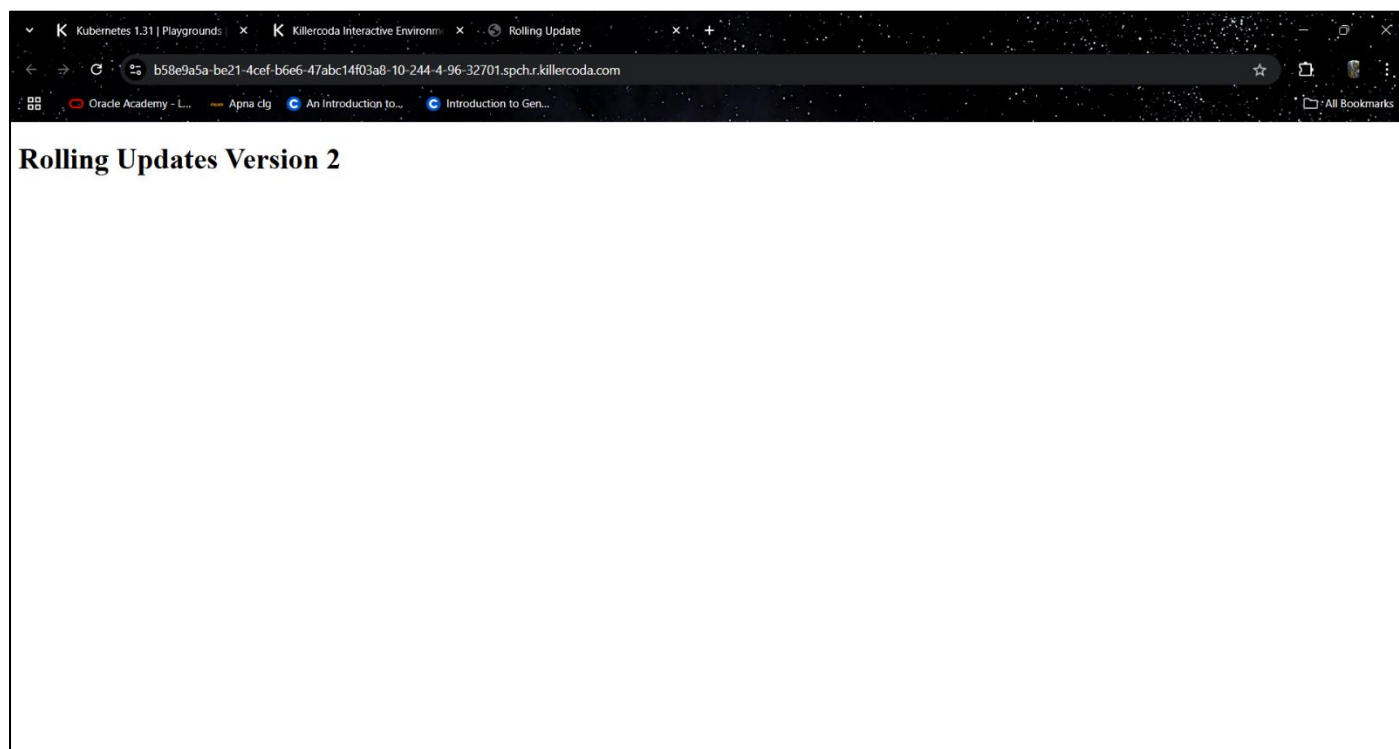 Kubernetes 1.31 | Playgrounds
Killercoda Interactive Environm
Rolling Update
b58e9a5a-be21-4cef-b6e6-47abc14f03a8-10-244-4-96-32701.spch.r.killercoda.com
Oracle Academy - L... Apna clg An Introduction to... Introduction to Gen... All Bookmarks
Rolling Updates Version 2